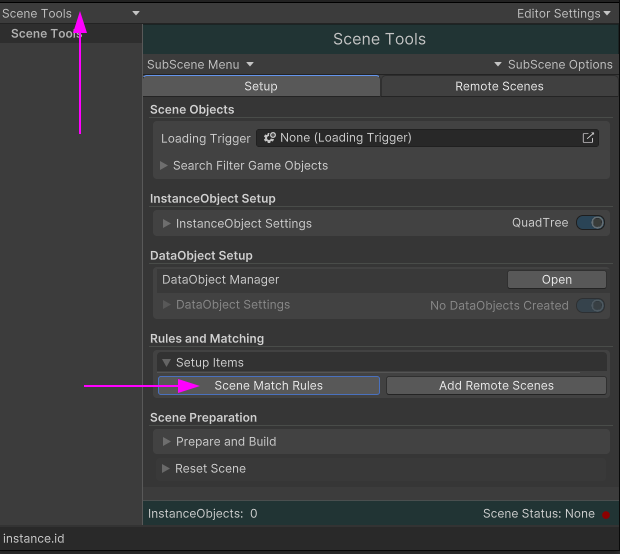 Scene Tools Editor Settings
Scene Tools
Scene Tools
SubScene Menu SubScene Options
Setup Remote Scenes
Scene Objects
Loading Trigger None (Loading Trigger)
Search Filter Game Objects
InstanceObject Setup
InstanceObject Settings QuadTree
DataObject Setup
DataObject Manager Open
DataObject Settings No DataObjects Created
Rules and Matching
Setup Items
Scene Match Rules Add Remote Scenes
Scene Preparation
Prepare and Build
Reset Scene
InstanceObjects: 0 Scene Status: None
instance.id